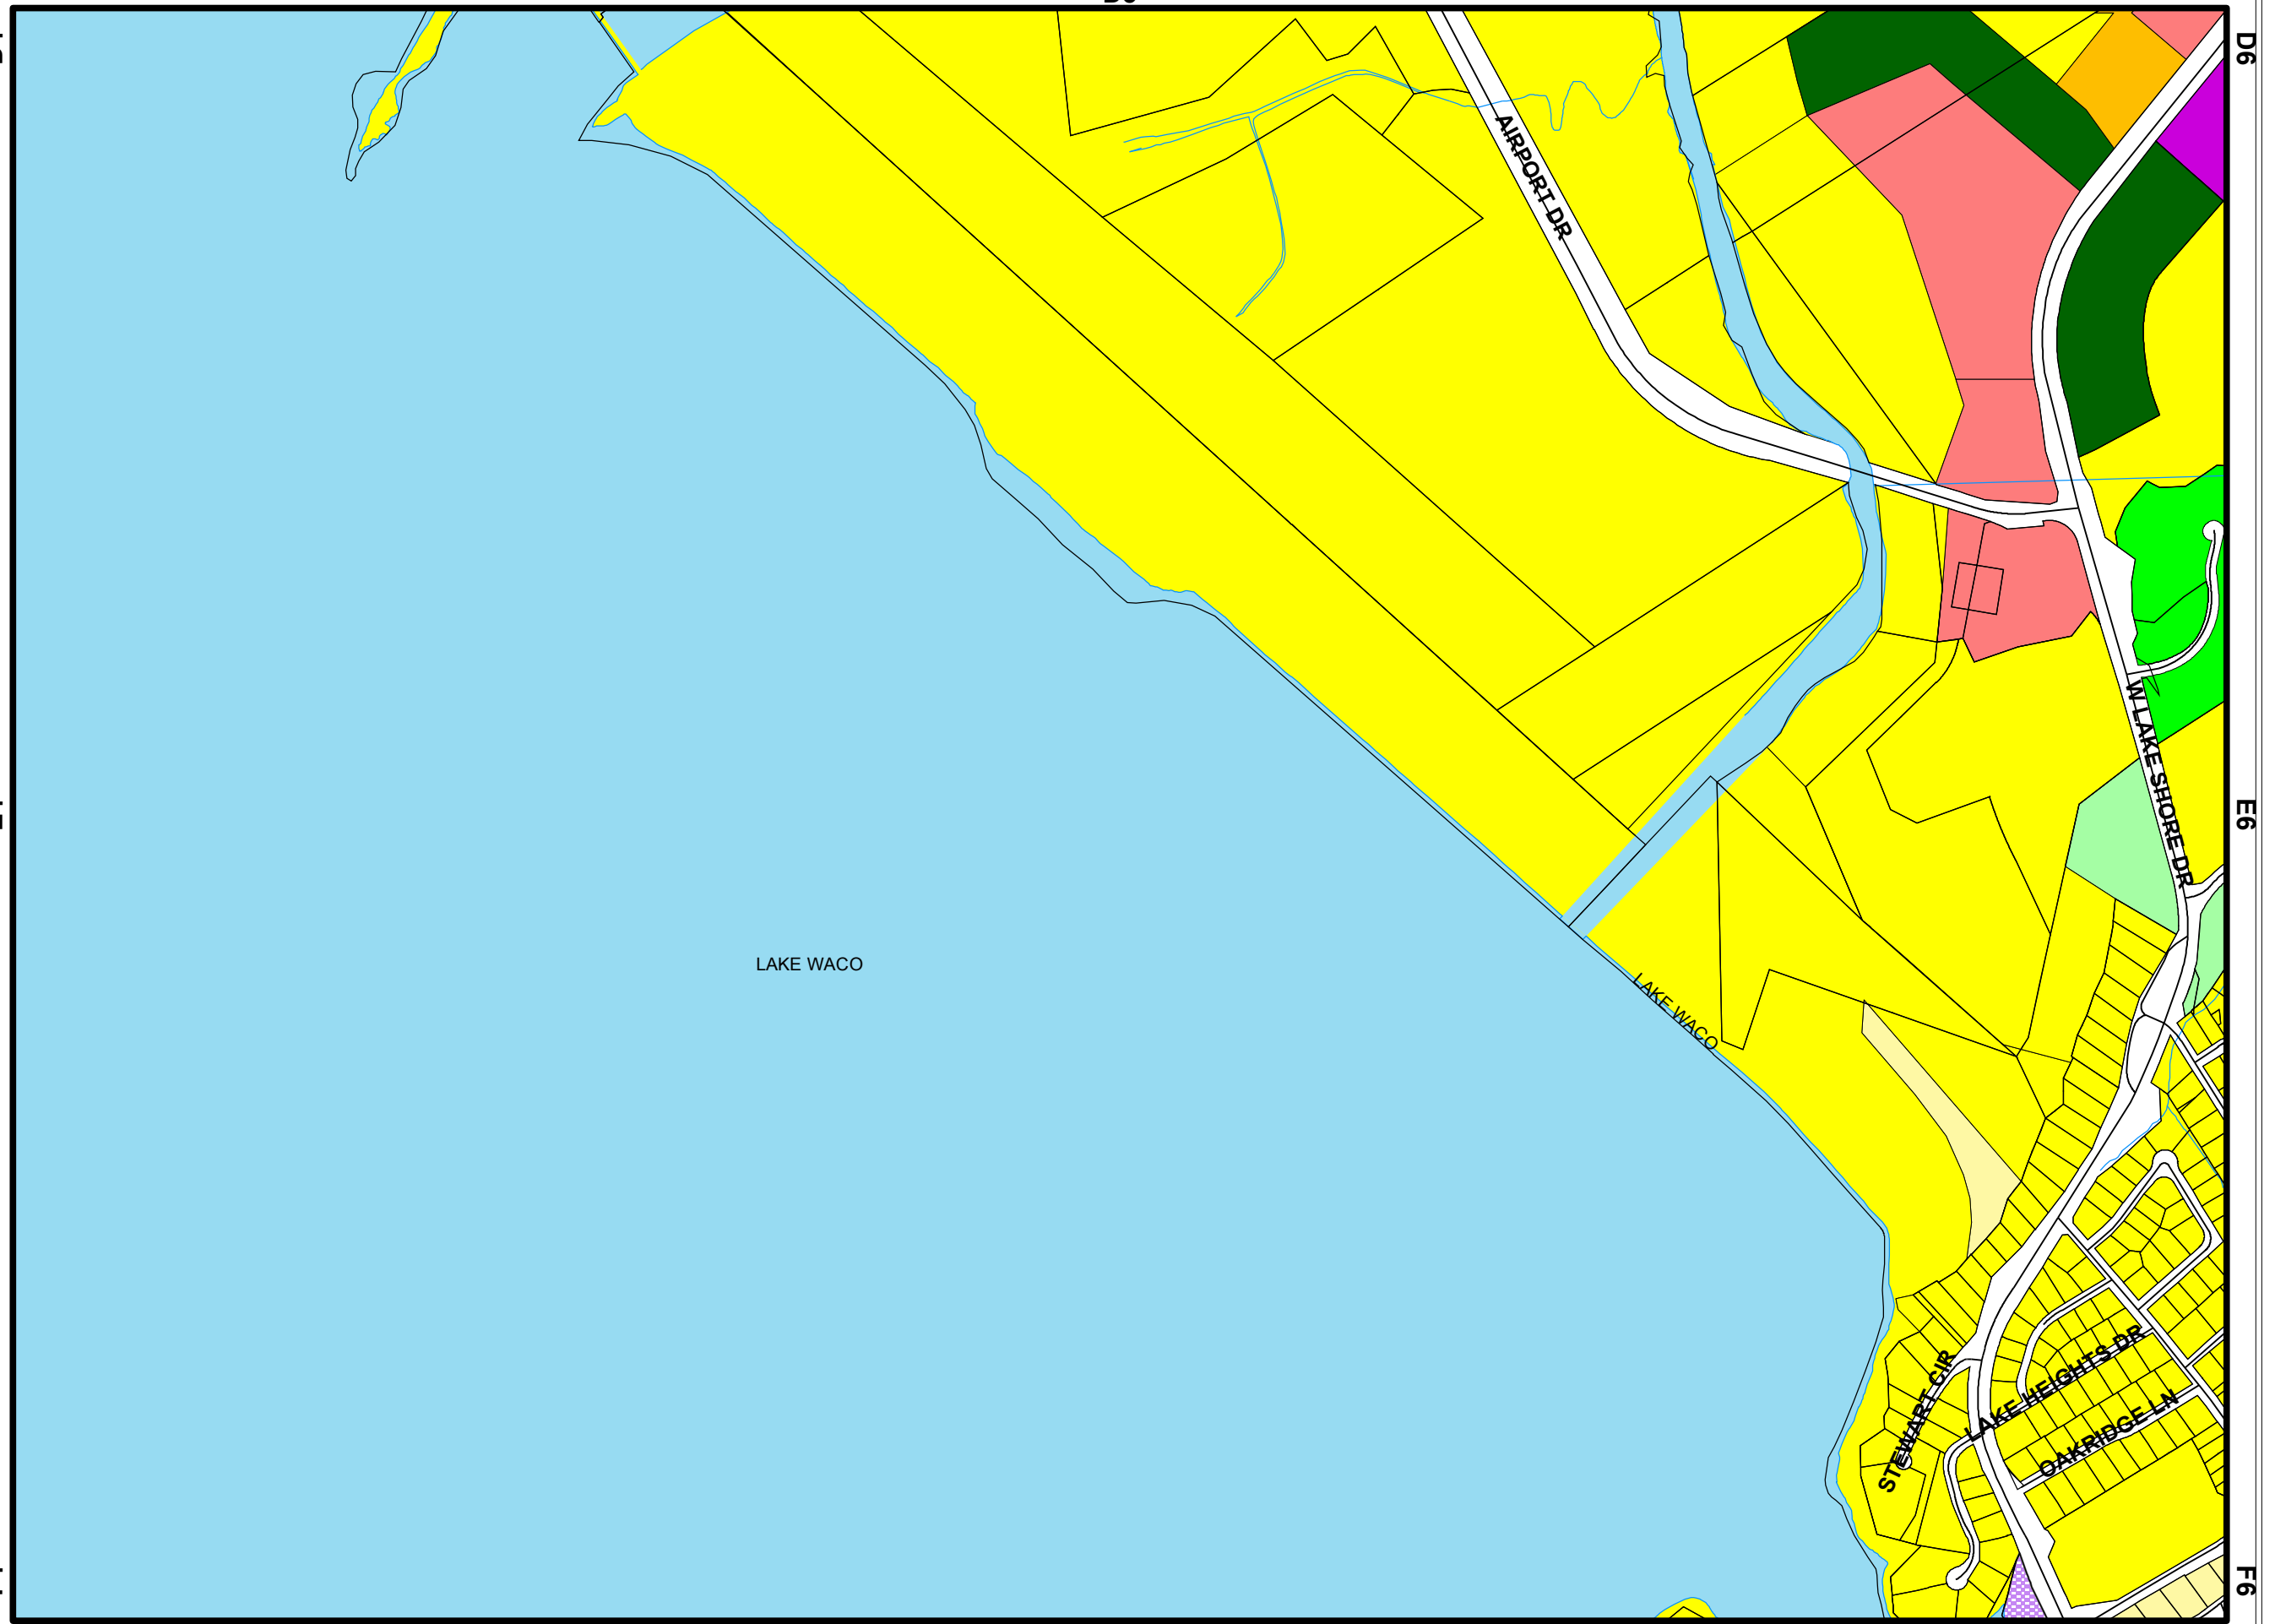 D6
AIRPORT DR
W LAKE SHORE DR
E6
LAKE WACO
LAKE WACO
STEWART CIR
LAKE HEIGHTS DR
OAKRIDGE LN
F6